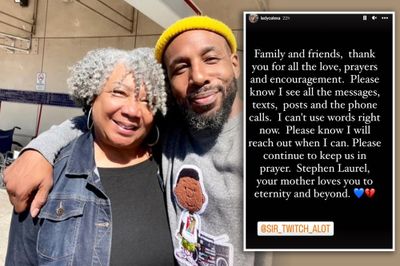 ladyoalexa 22h
Family and friends, thank
you for all the love, prayers
and encouragement. Please
know I see all the messages,
texts, posts and the phone
calls. I can't use words right
now. Please know I will
reach out when I can. Please
continue to keep us in
prayer. Stephen Laurel,
your mother loves you to
eternity and beyond. 💙💔
@SIR_TWITCH_ALOT